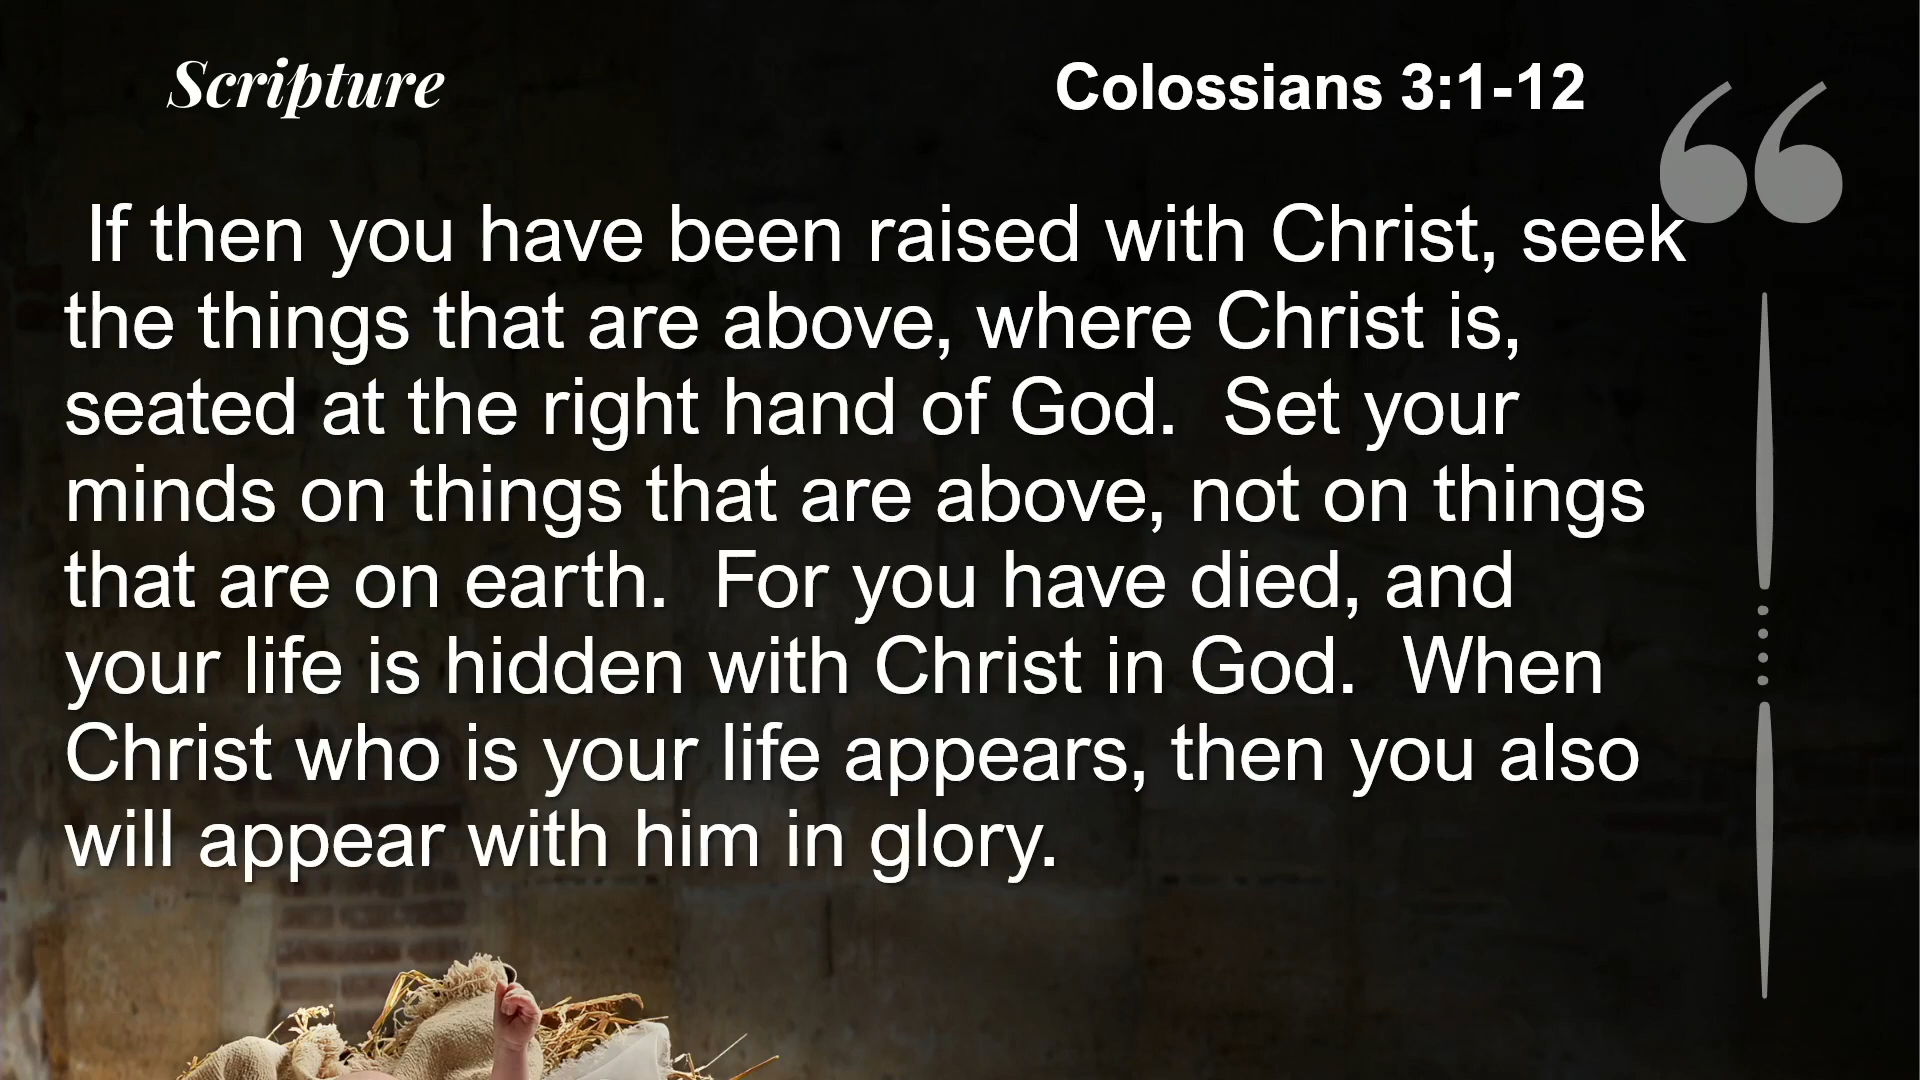 Scripture
Colossians 3:1-12
If then you have been raised with Christ, seek
the things that are above, where Christ is,
seated at the right hand of God.  Set your
minds on things that are above, not on things
that are on earth.  For you have died, and
your life is hidden with Christ in God.  When
Christ who is your life appears, then you also
will appear with him in glory.